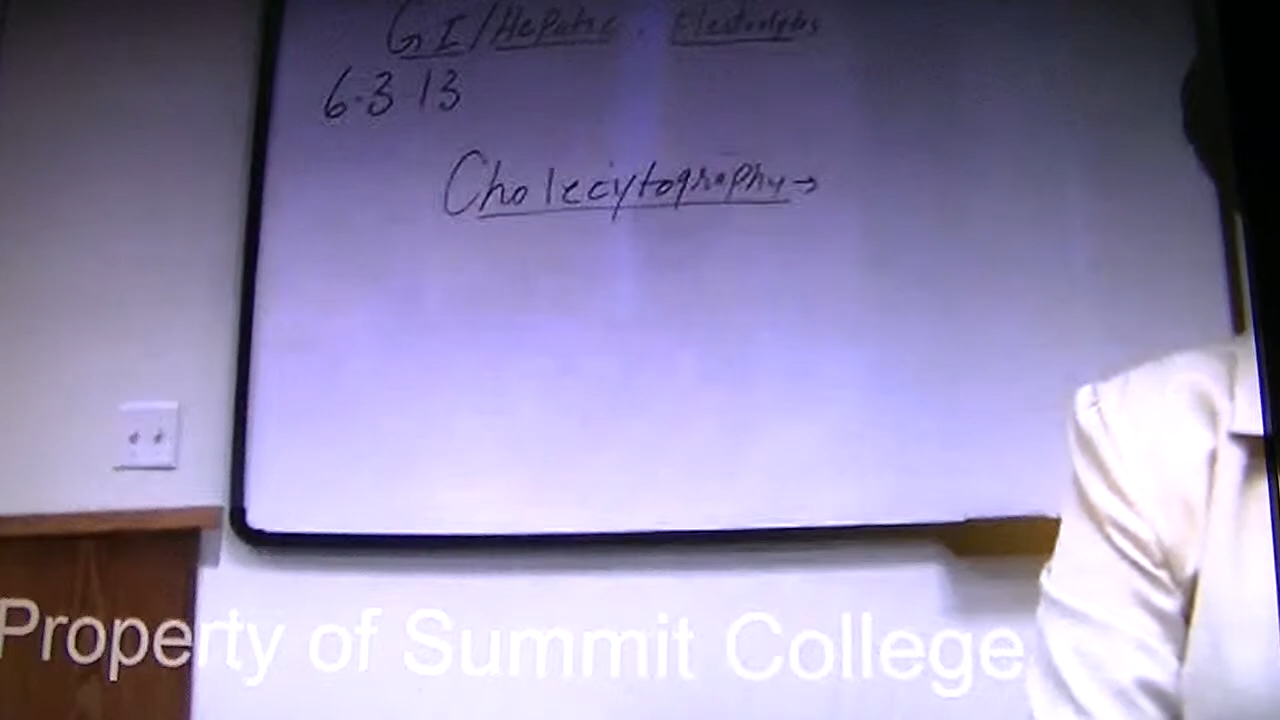 GI/Hepatic. Electrolytes
6.3 13
Cholecytography→
Property of Summit College